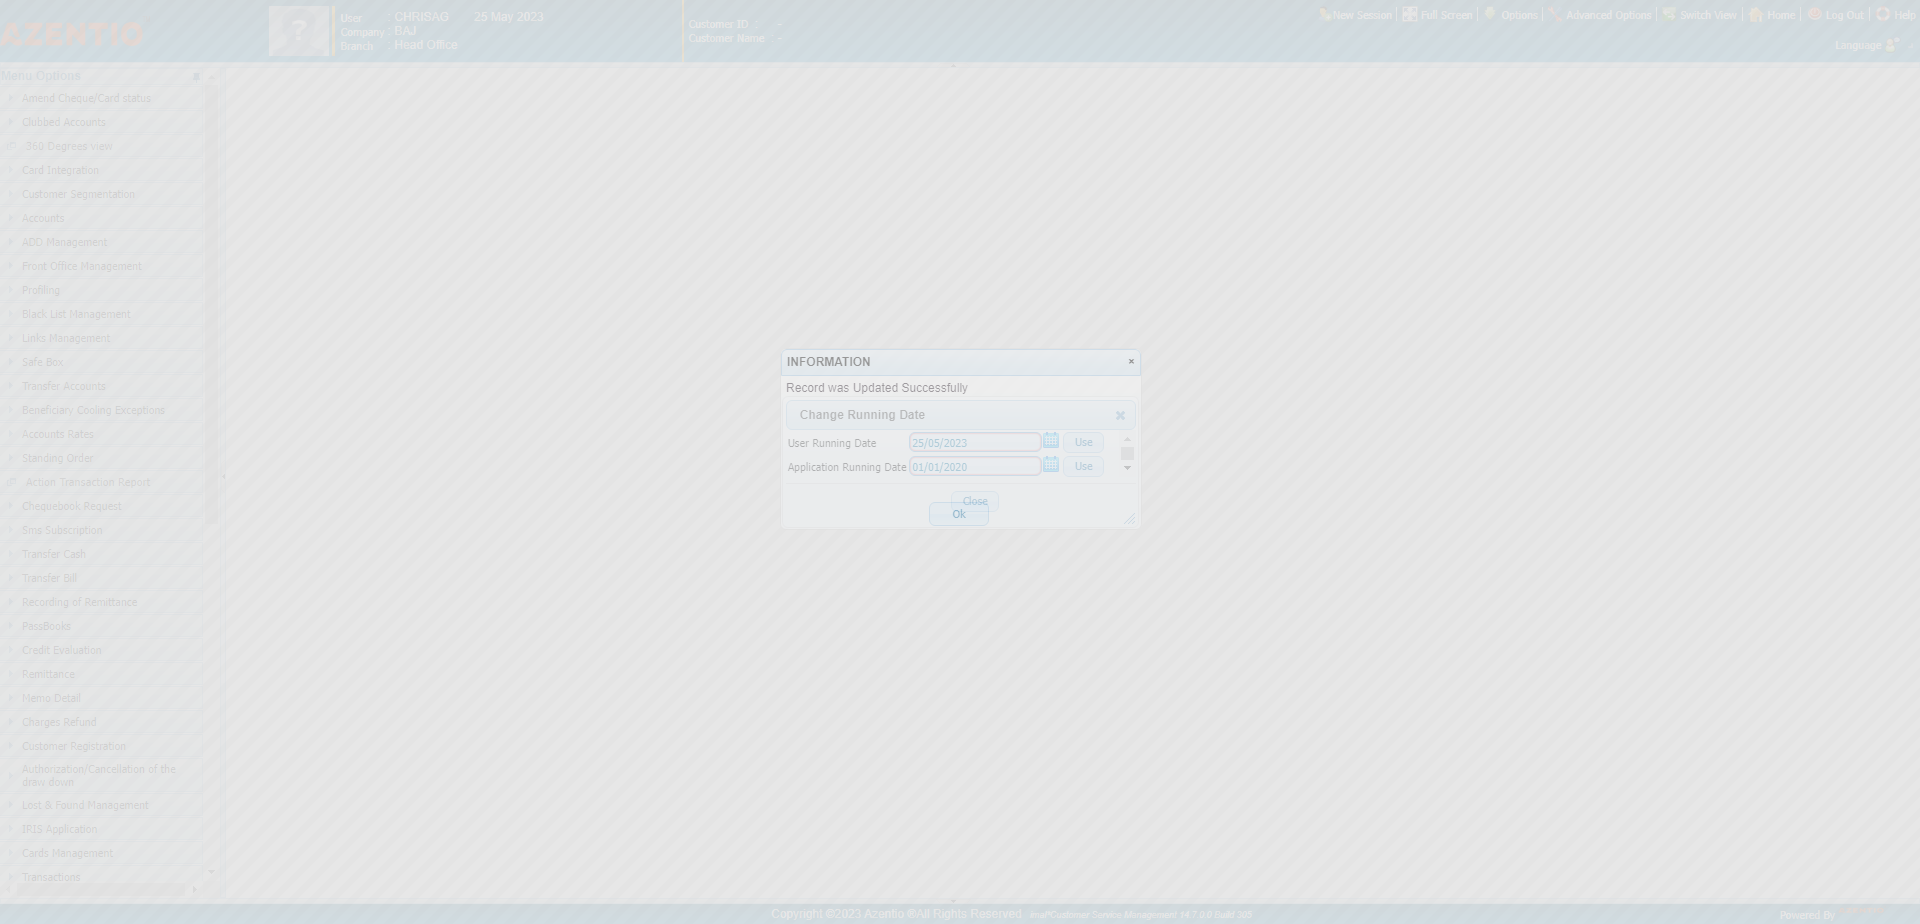 AZENTIO
User : CHRISAG 25 May 2023
Company : BAJ
Branch : Head Office
Customer ID : -
Customer Name: -
New Session | Full Screen | Options | Advanced Options | Switch View | Home | Log Out | Help
Language
Menu Options
Amend Cheque/Card status
Clubbed Accounts
360 Degrees view
Card Integration
Customer Segmentation
Accounts
ADD Management
Front Office Management
Profiling
Black List Management
Links Management
Safe Box
Transfer Accounts
Beneficiary Cooling Exceptions
Accounts Rates
Standing Order
Action Transaction Report
Chequebook Request
Sms Subscription
Transfer Cash
Transfer Bill
Recording of Remittance
PassBooks
Credit Evaluation
Remittance
Memo Detail
Charges Refund
Customer Registration
Authorization/Cancellation of the
draw down
Lost & Found Management
IRIS Application
Cards Management
Transactions
INFORMATION
Record was Updated Successfully
Change Running Date
User Running Date 25/05/2023 Use
Application Running Date 01/01/2020 Use
Close
Ok
Copyright ©2023 Azentio ®All Rights Reserved imal®Customer Service Management 14.7.0.0 Build 305
Powered By